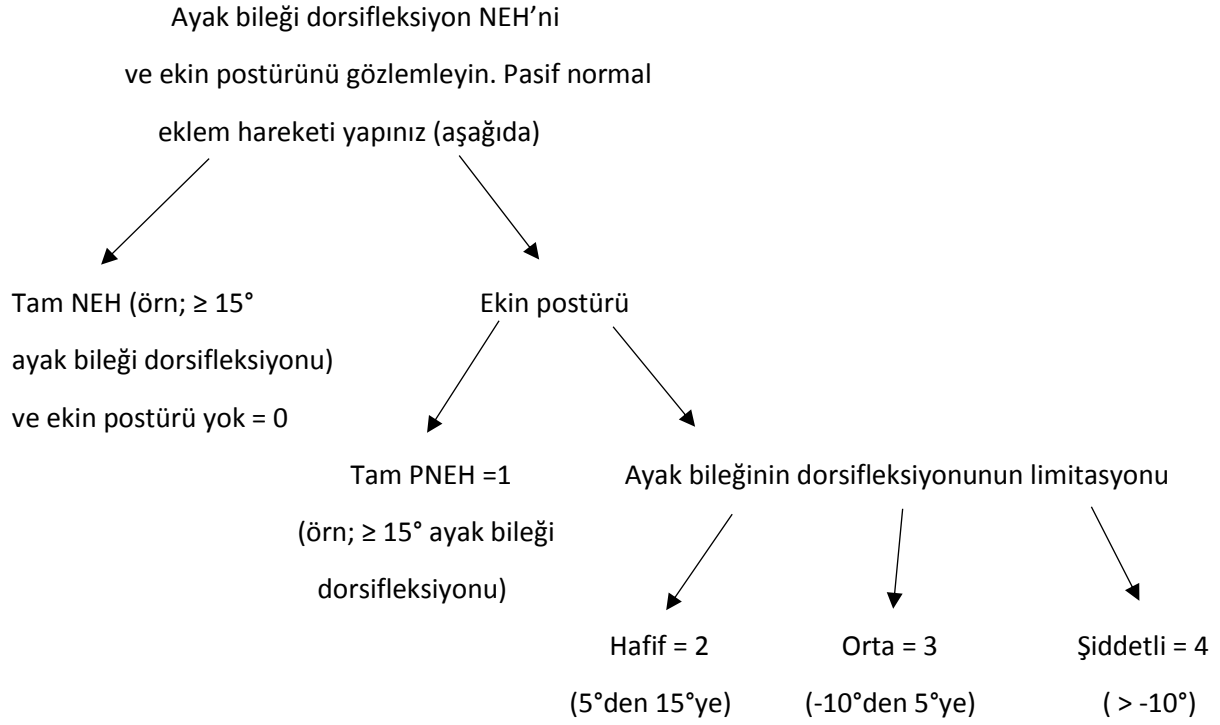 Ayak bileği dorsifleksiyon NEH’ni
ve ekin postürünü gözlemleyin. Pasif normal
eklem hareketi yapınız (aşağıda)
Tam NEH (örn; ≥ 15°
ayak bileği dorsifleksiyonu)
ve ekin postürü yok = 0
Ekin postürü
Tam PNEH =1
(örn; ≥ 15° ayak bileği
dorsifleksiyonu)
Ayak bileğinin dorsifleksiyonunun limitasyonu
Hafif = 2
(5°den 15°ye)
Orta = 3
(-10°den 5°ye)
Şiddetli = 4
( > -10°)